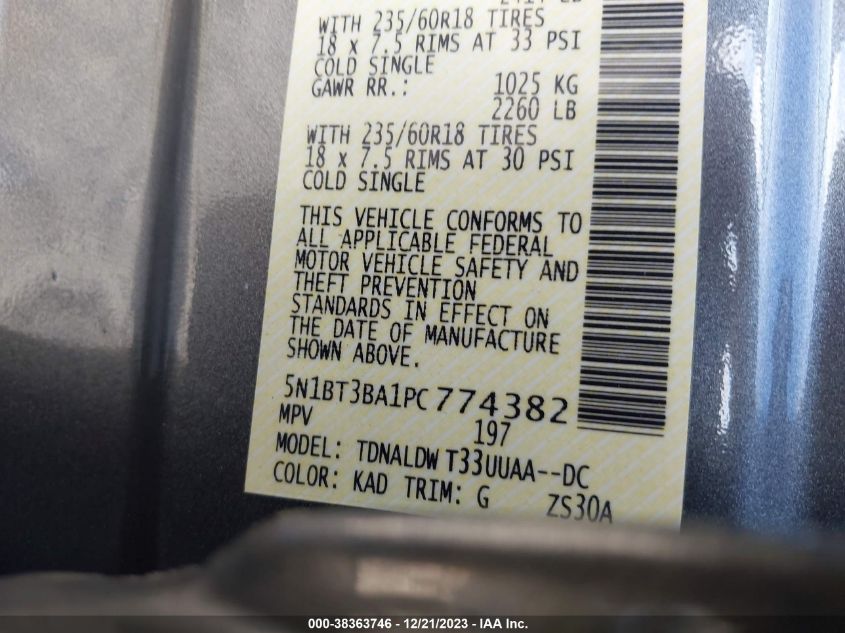 WITH 235/60R18 TIRES
18 x 7.5 RIMS AT 33 PSI
COLD SINGLE
GAWR RR.: 1025 KG
2260 LB
WITH 235/60R18 TIRES
18 x 7.5 RIMS AT 30 PSI
COLD SINGLE
THIS VEHICLE CONFORMS TO
ALL APPLICABLE FEDERAL
MOTOR VEHICLE SAFETY AND
THEFT PREVENTION
STANDARDS IN EFFECT ON
THE DATE OF MANUFACTURE
SHOWN ABOVE.
5N1BT3BA1PC774382
MPV 197
MODEL: TDNALDW T33UUAA--DC
COLOR: KAD TRIM: G ZS30A
000-38363746 - 12/21/2023 - IAA Inc.